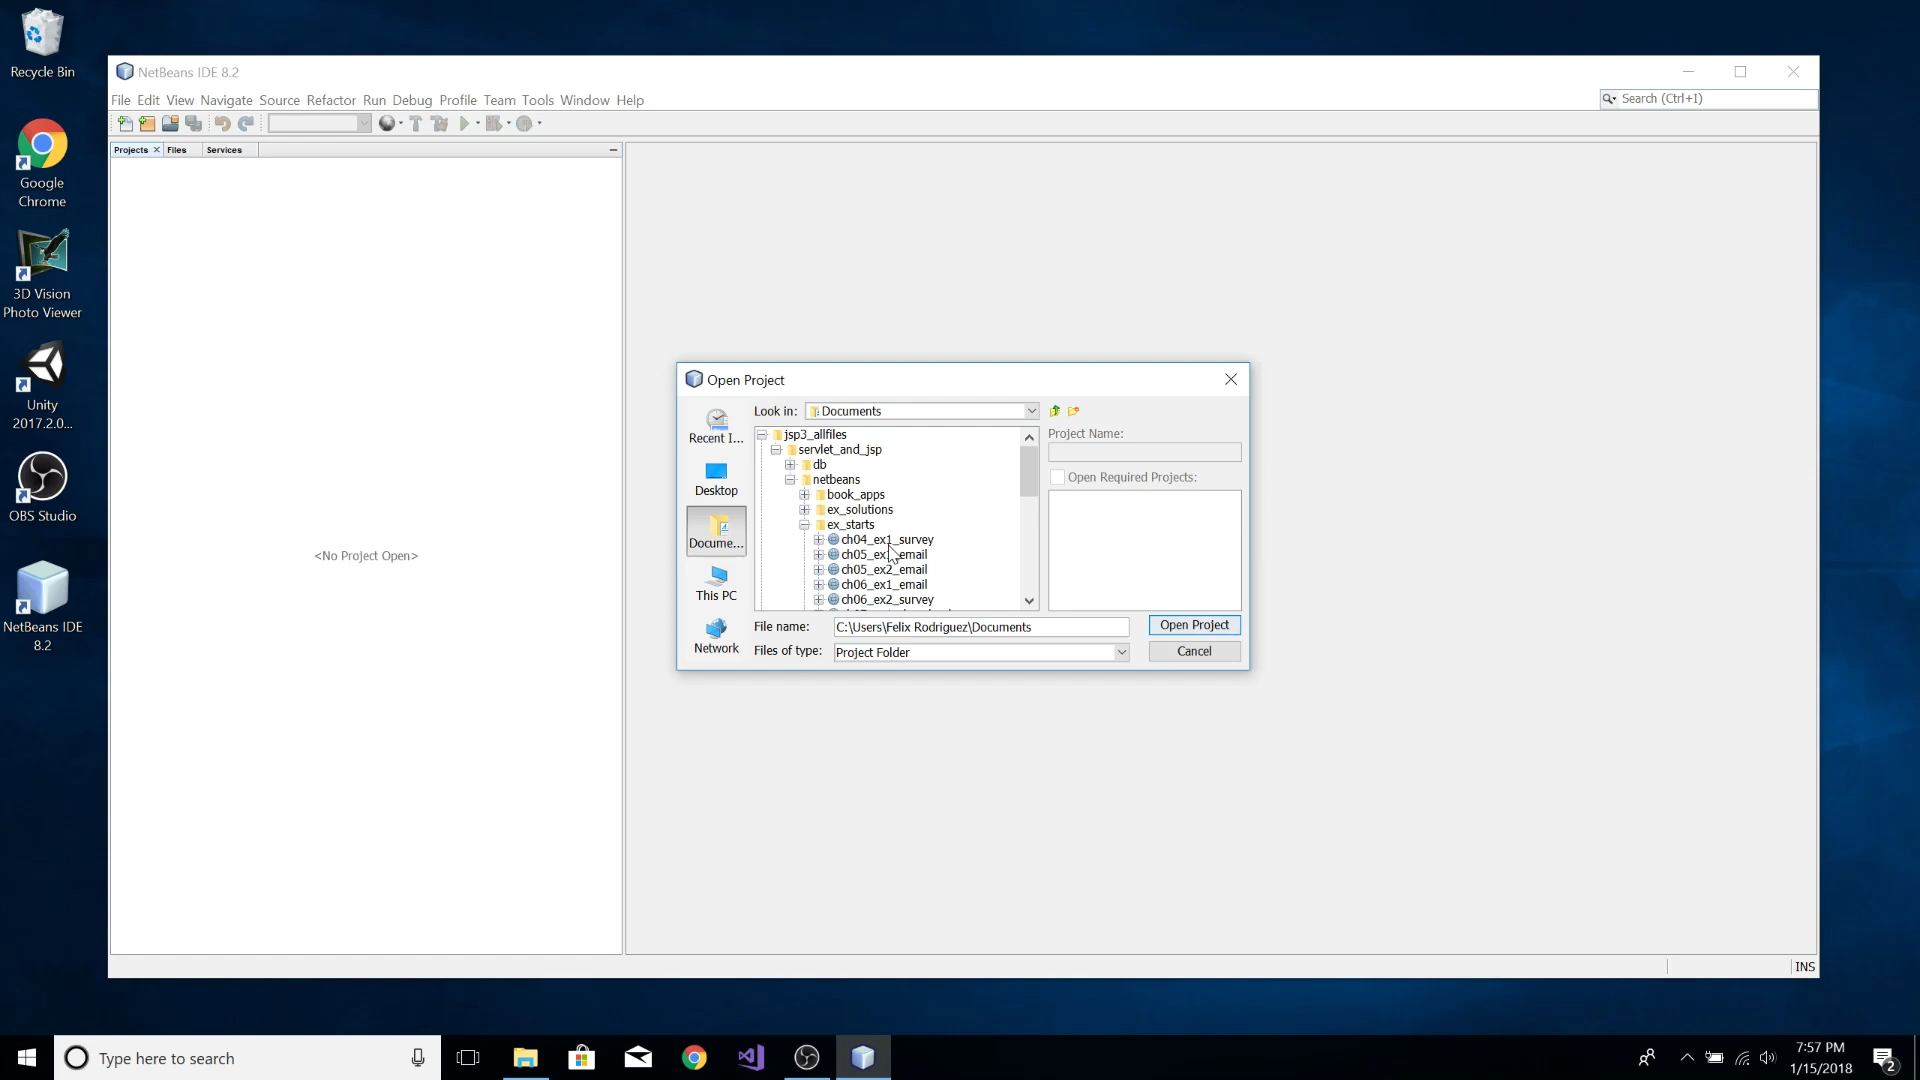 Recycle Bin
Google
Chrome
3D Vision
Photo Viewer
Unity
2017.2.0...
OBS Studio
NetBeans IDE
8.2
NetBeans IDE 8.2
File Edit View Navigate Source Refactor Run Debug Profile Team Tools Window Help
Search (Ctrl+I)
Projects
Files
Services
<No Project Open>
Open Project
Look in:
Documents
Recent I...
Desktop
Docume...
This PC
Network
jsp3_allfiles
servlet_and_jsp
db
netbeans
book_apps
ex_solutions
ex_starts
ch04_ex1_survey
ch05_ex1_email
ch05_ex2_email
ch06_ex1_email
ch06_ex2_survey
Project Name:
Open Required Projects:
File name:
C:\Users\Felix Rodriguez\Documents
Open Project
Files of type:
Project Folder
Cancel
INS
Type here to search
7:57 PM
1/15/2018
2